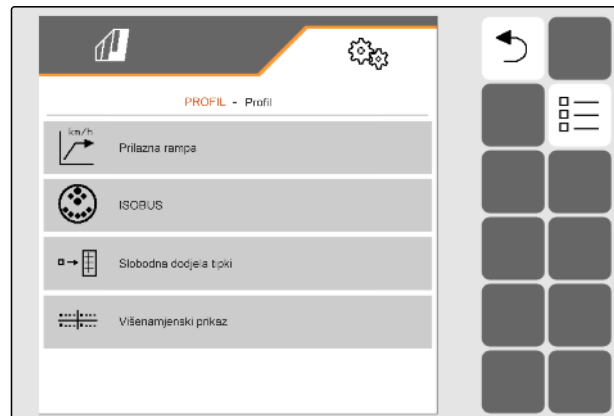 PROFIL - Profil
km/h
Prilazna rampa
ISOBUS
Slobodna dodjela tipki
Višenamjenski prikaz